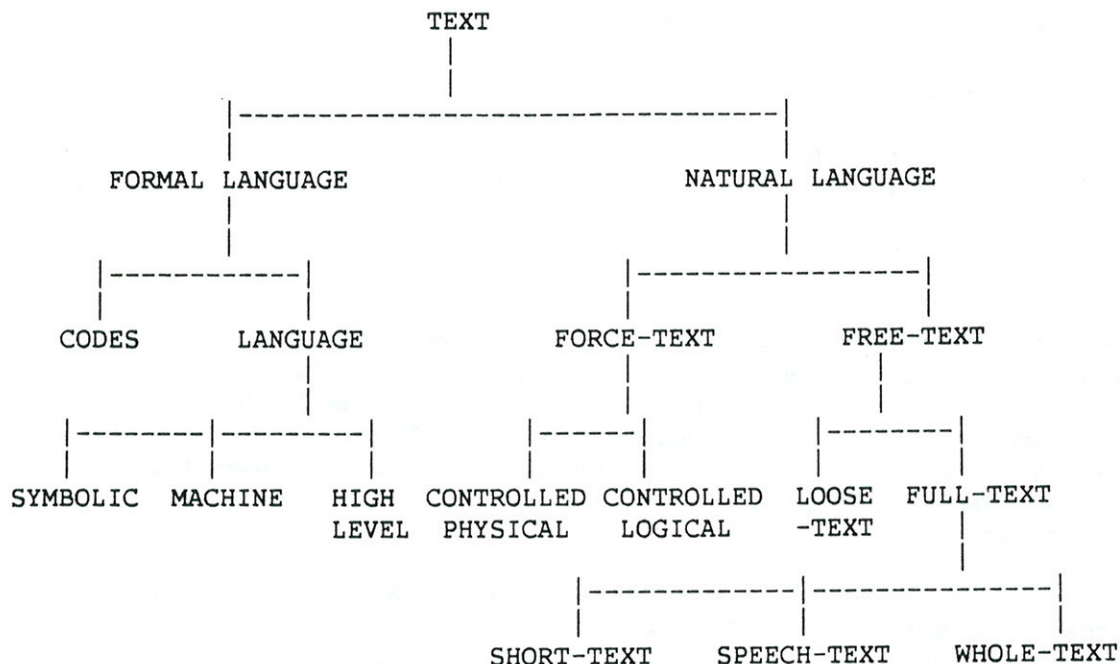 TEXT
FORMAL LANGUAGE NATURAL LANGUAGE
CODES LANGUAGE FORCE-TEXT FREE-TEXT
SYMBOLIC MACHINE HIGH CONTROLLED CONTROLLED LOOSE FULL-TEXT
LEVEL PHYSICAL LOGICAL -TEXT
SHORT-TEXT SPEECH-TEXT WHOLE-TEXT